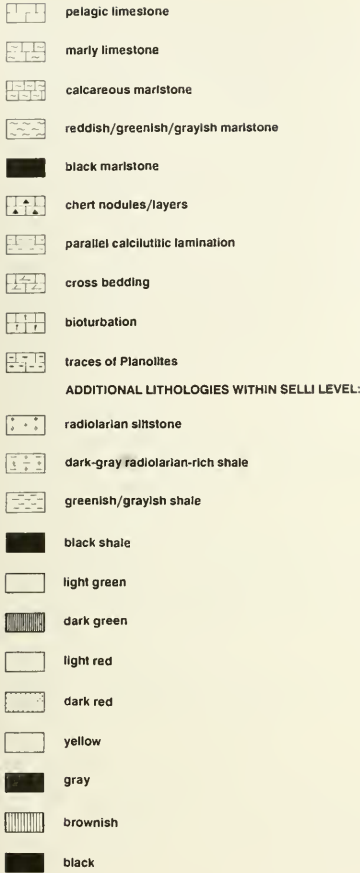 pelagic limestone
marly limestone
calcareous marlstone
reddish/greenish/grayish marlstone
black marlstone
chert nodules/layers
parallel calcilutitic lamination
cross bedding
bioturbation
traces of Planolites
ADDITIONAL LITHOLOGIES WITHIN SELLI LEVEL:
radiolarian siltstone
dark-gray radiolarian-rich shale
greenish/grayish shale
black shale
light green
dark green
light red
dark red
yellow
gray
brownish
black